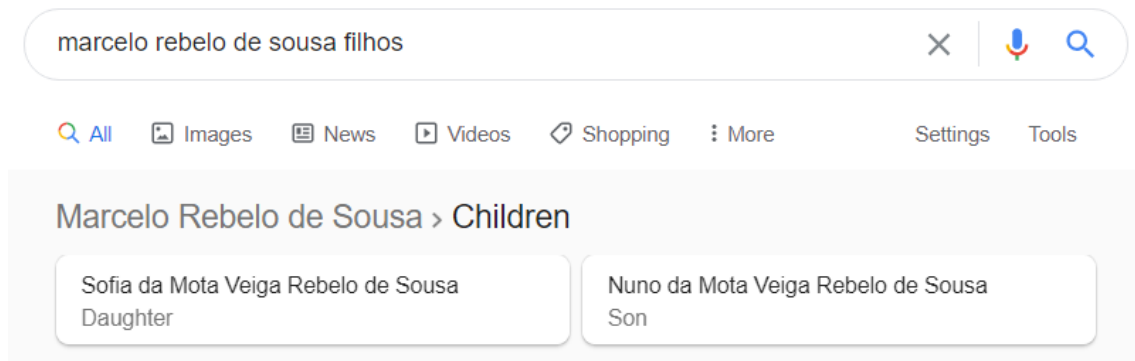 marcelo rebelo de sousa filhos
All Images News Videos Shopping More Settings Tools
Marcelo Rebelo de Sousa › Children
Sofia da Mota Veiga Rebelo de Sousa
Daughter
Nuno da Mota Veiga Rebelo de Sousa
Son